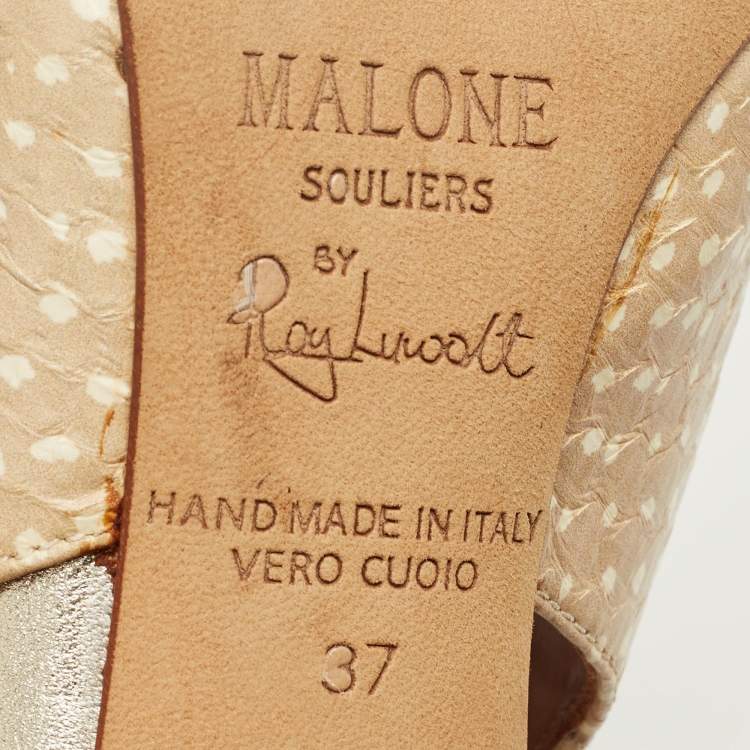 MALONE
SOULIERS
BY
Roy Luwolt
HAND MADE IN ITALY
VERO CUOIO
37